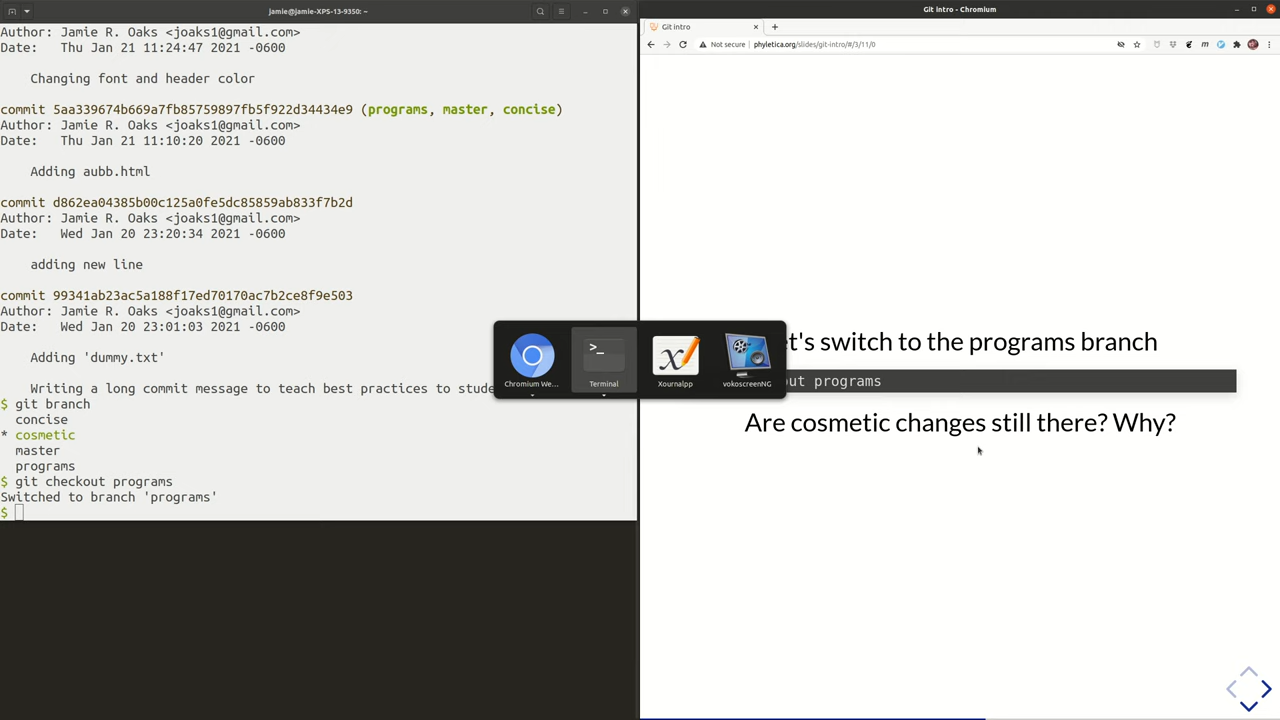 jamie@jamie-XPS-13-9350: ~
Author: Jamie R. Oaks <joaks1@gmail.com>
Date:   Thu Jan 21 11:24:47 2021 -0600
Changing font and header color
commit 5aa339674b669a7fb85759897fb5f922d34434e9 (programs, master, concise)
Author: Jamie R. Oaks <joaks1@gmail.com>
Date:   Thu Jan 21 11:10:20 2021 -0600
Adding aubb.html
commit d862ea04385b00c125a0fe5dc85859ab833f7b2d
Author: Jamie R. Oaks <joaks1@gmail.com>
Date:   Wed Jan 20 23:20:34 2021 -0600
adding new line
commit 99341ab23ac5a188f17ed70170ac7b2ce8f9e503
Author: Jamie R. Oaks <joaks1@gmail.com>
Date:   Wed Jan 20 23:01:03 2021 -0600
Adding 'dummy.txt'
Writing a long commit message to teach best practices to stude
$ git branch
concise
* cosmetic
master
programs
$ git checkout programs
Switched to branch 'programs'
$
Chromium We...
Terminal
Xournalpp
vokoscreenNG
Git intro - Chromium
Git intro
Not secure
phyletica.org/slides/git-intro/#/3/11/0
et's switch to the programs branch
out programs
Are cosmetic changes still there? Why?